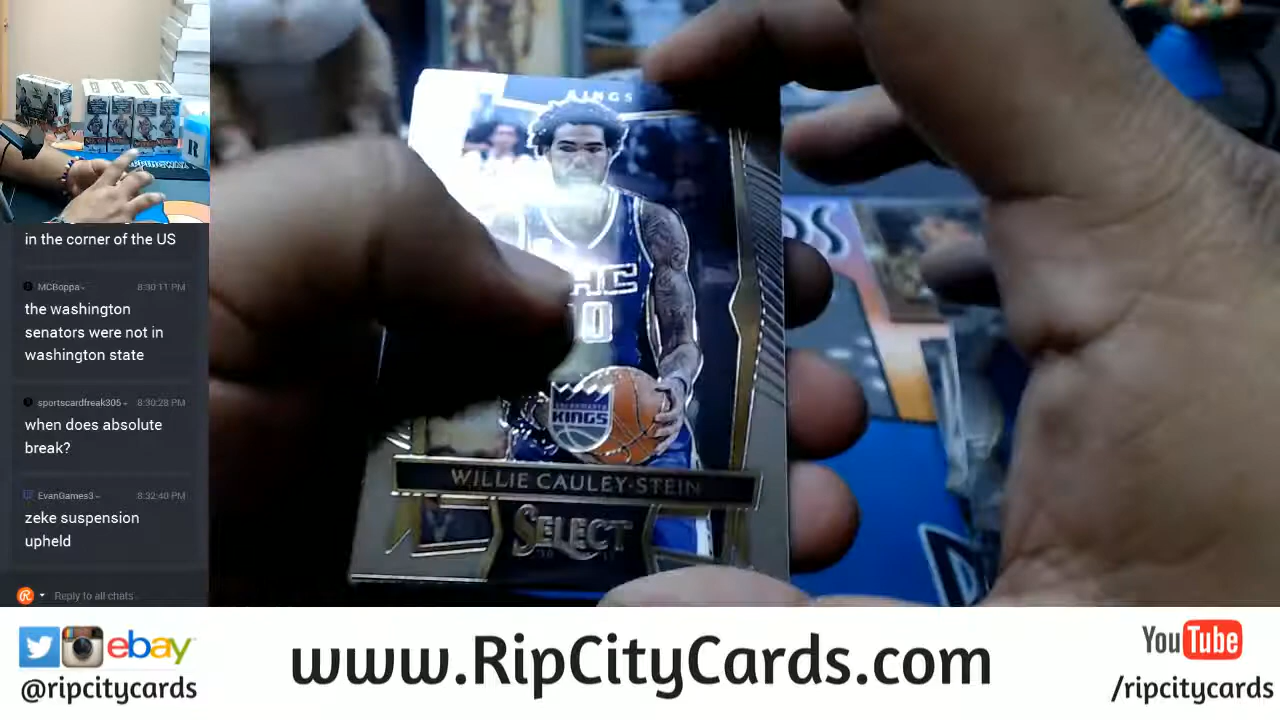 in the corner of the US
MCBoppa
8:30:11 PM
the washington
senators were not in
washington state
sportscardfreak305
8:30:28 PM
when does absolute
break?
EvanGames3
8:32:40 PM
zeke suspension
upheld
Reply to all chats
KINGS
SACRAMENTO
KINGS
WILLIE CAULEY-STEIN
SELECT
ebay
@ripcitycards
www.RipCityCards.com
YouTube
/ripcitycards